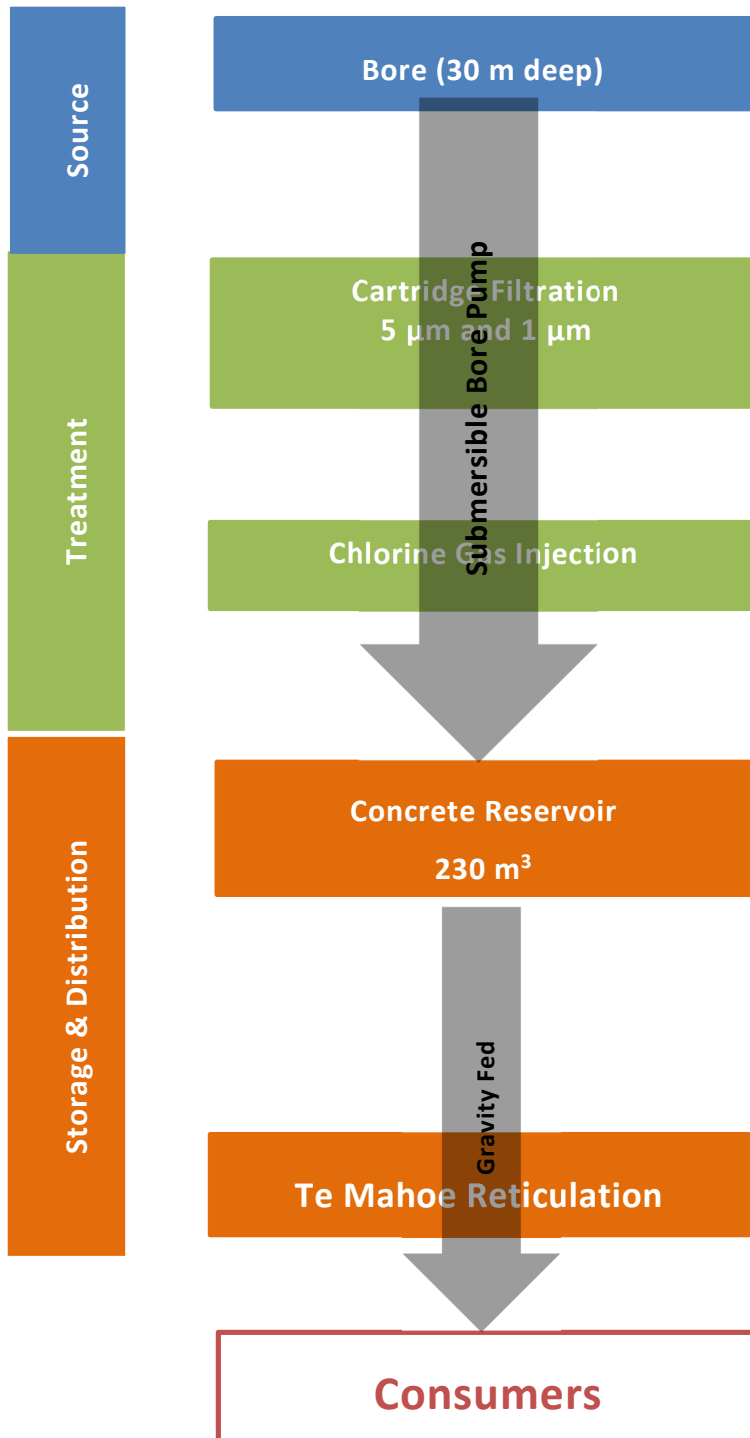 Source
Bore (30 m deep)
Submersible Bore Pump
Treatment
Cartridge Filtration
5 µm and 1 µm
Chlorine Gas Injection
Storage & Distribution
Concrete Reservoir
230 m³
Gravity Fed
Te Mahoe Reticulation
Consumers